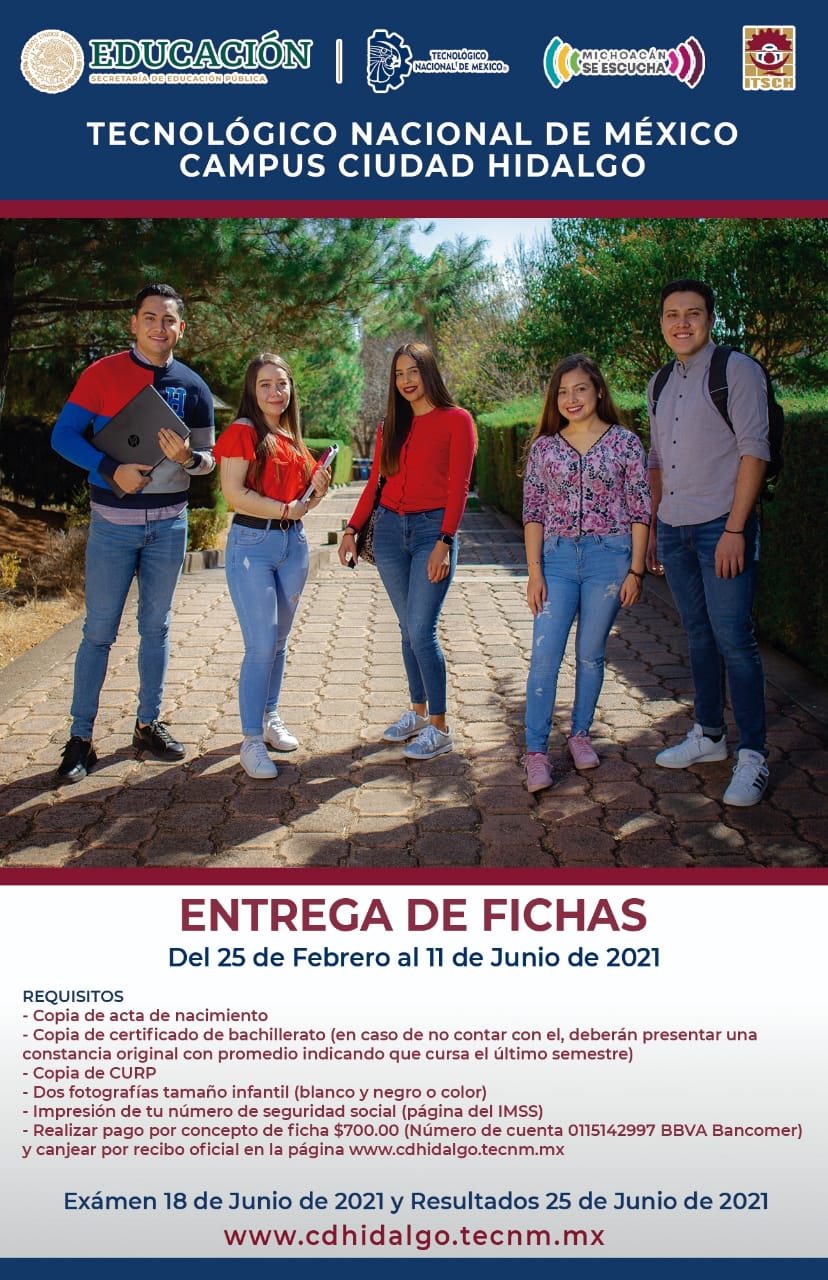 EDUCACIÓN
SECRETARÍA DE EDUCACIÓN PÚBLICA
TECNOLÓGICO
NACIONAL DE MÉXICO
MICHOACÁN
SE ESCUCHA
ITSCH
TECNOLÓGICO NACIONAL DE MÉXICO
CAMPUS CIUDAD HIDALGO
H
hp
ENTREGA DE FICHAS
Del 25 de Febrero al 11 de Junio de 2021
REQUISITOS
- Copia de acta de nacimiento
- Copia de certificado de bachillerato (en caso de no contar con el, deberán presentar una
constancia original con promedio indicando que cursa el último semestre)
- Copia de CURP
- Dos fotografías tamaño infantil (blanco y negro o color)
- Impresión de tu número de seguridad social (página del IMSS)
- Realizar pago por concepto de ficha $700.00 (Número de cuenta 0115142997 BBVA Bancomer)
y canjear por recibo oficial en la página www.cdhidalgo.tecnm.mx
Exámen 18 de Junio de 2021 y Resultados 25 de Junio de 2021
www.cdhidalgo.tecnm.mx